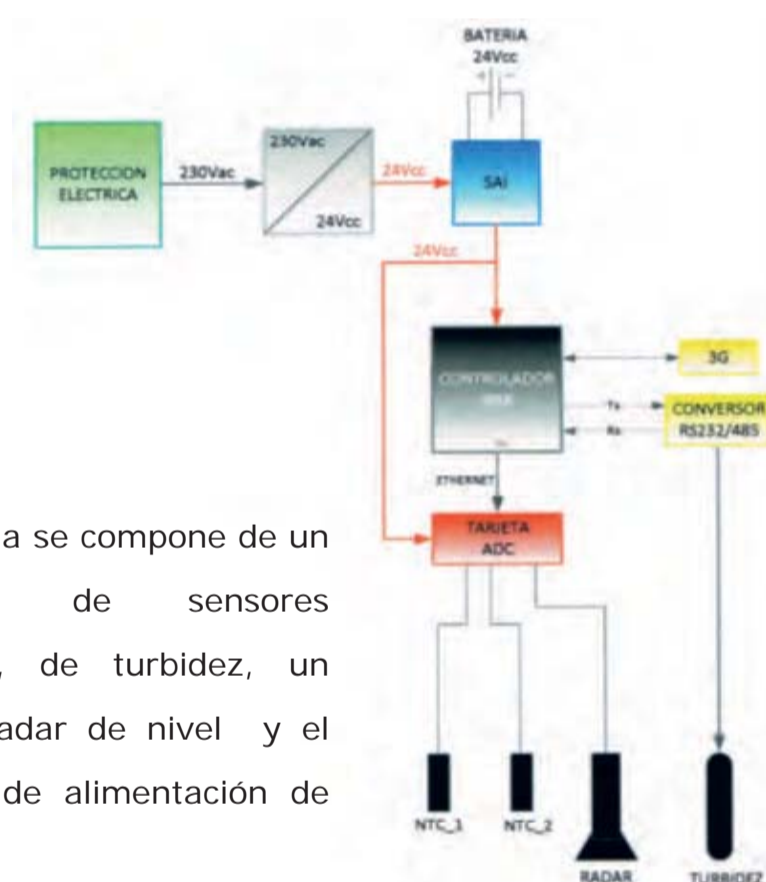 BATERIA
24Vcc
+ -
PROTECCION
ELECTRICA
230Vac
230Vac
24Vcc
24Vcc
SAI
24Vcc
CONTROLADOR
3G
Tx
Rx
CONVERSOR
RS232/485
ETHERNET
TARJETA
ADC
a se compone de un
de sensores
, de turbidez, un
adar de nivel y el
de alimentación de
NTC_1
NTC_2
RADAR
TURBIDEZ